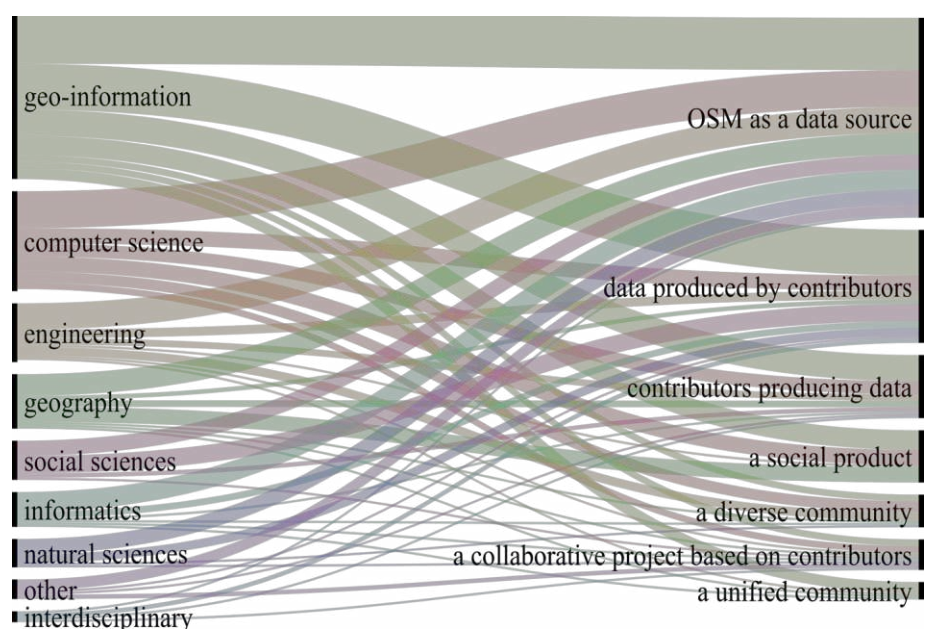 geo-information
computer science
engineering
geography
social sciences
informatics
natural sciences
other
interdisciplinary
OSM as a data source
data produced by contributors
contributors producing data
a social product
a diverse community
a collaborative project based on contributors
a unified community